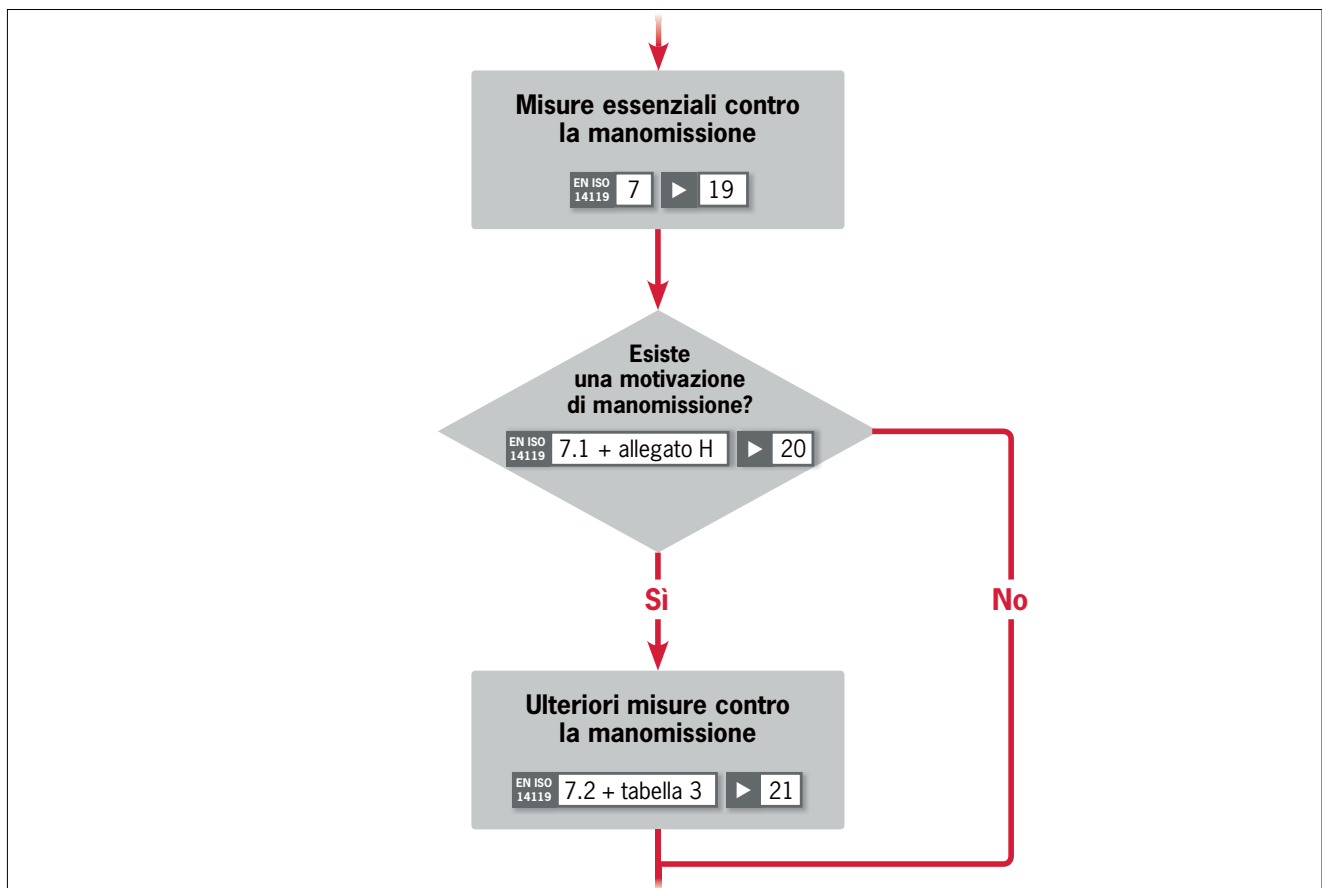 Misure essenziali contro
la manomissione
EN ISO
14119 7 ▶ 19
Esiste
una motivazione
di manomissione?
EN ISO
14119 7.1 + allegato H ▶ 20
Sì
No
Ulteriori misure contro
la manomissione
EN ISO
14119 7.2 + tabella 3 ▶ 21